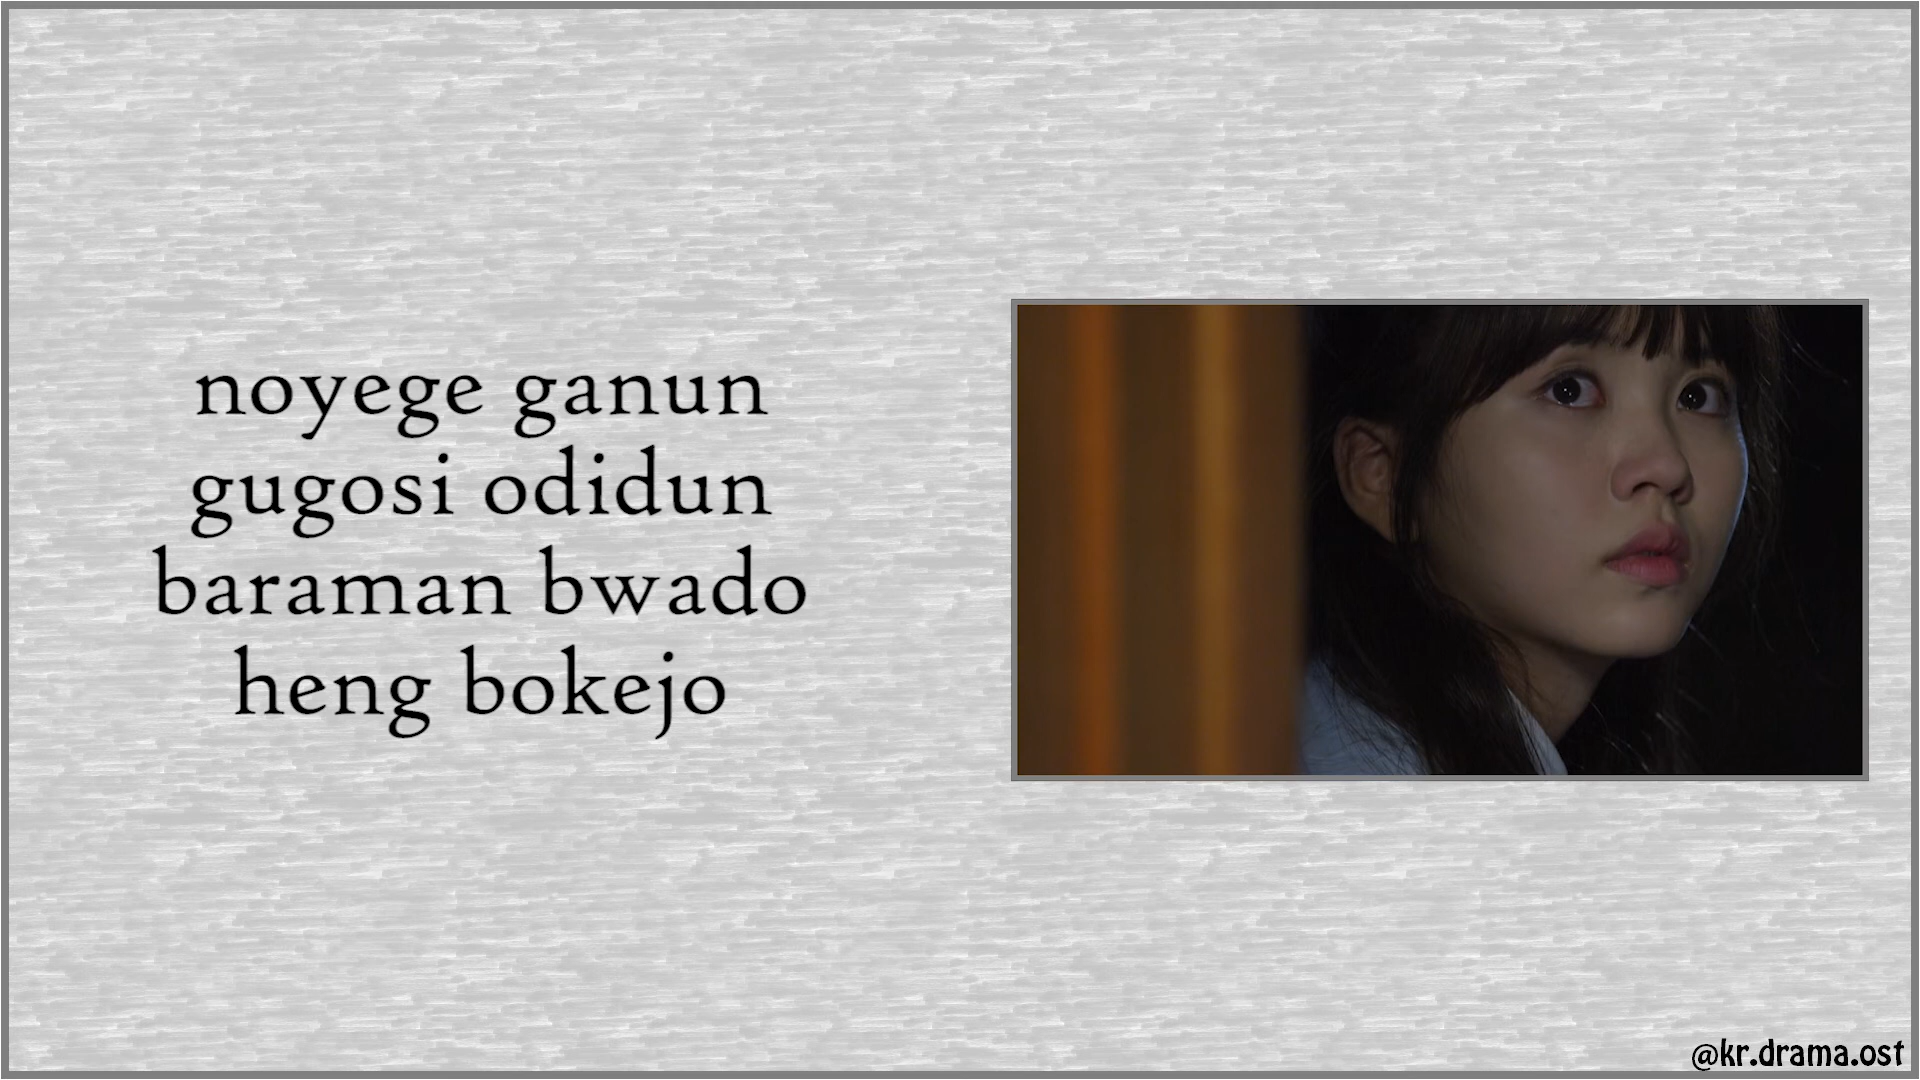 noyege ganun
gugosi odidun
baraman bwado
heng bokejo
@kr.drama.ost